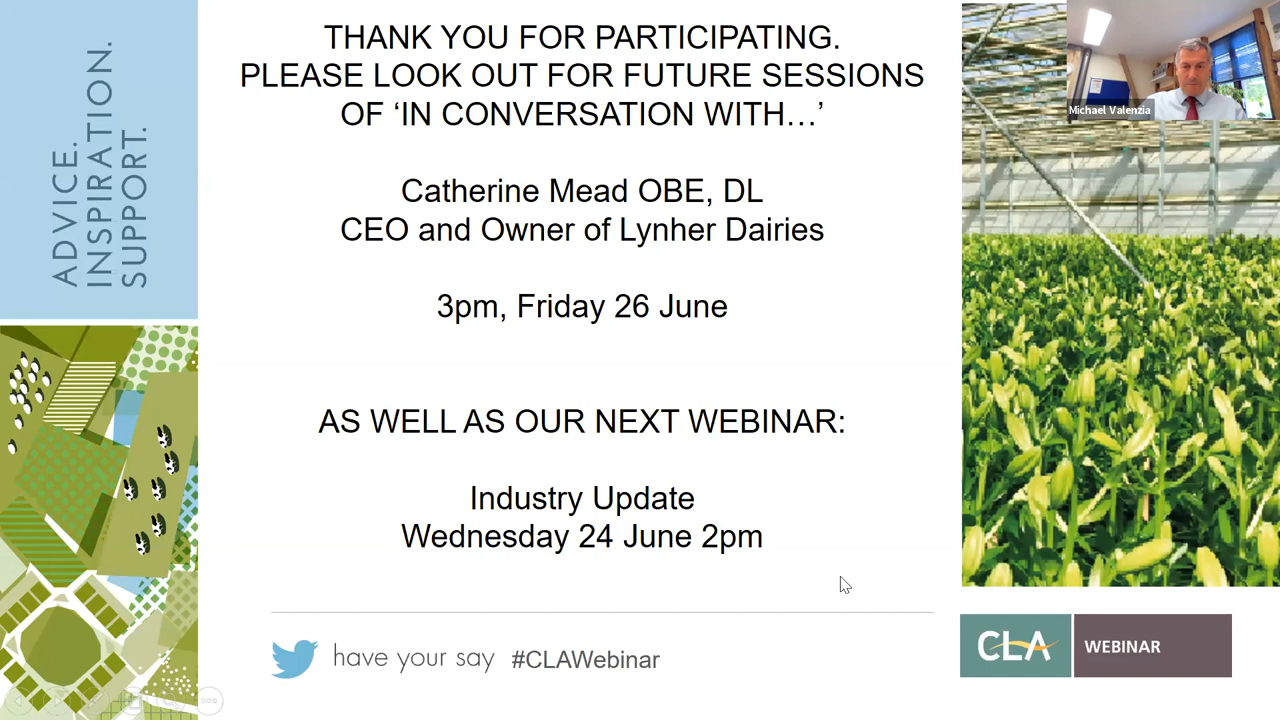 ADVICE.
INSPIRATION.
SUPPORT.
THANK YOU FOR PARTICIPATING.
PLEASE LOOK OUT FOR FUTURE SESSIONS
OF ‘IN CONVERSATION WITH…’
Catherine Mead OBE, DL
CEO and Owner of Lynher Dairies
3pm, Friday 26 June
AS WELL AS OUR NEXT WEBINAR:
Industry Update
Wednesday 24 June 2pm
have your say #CLAWebinar
Michael Valenzia
CLA WEBINAR